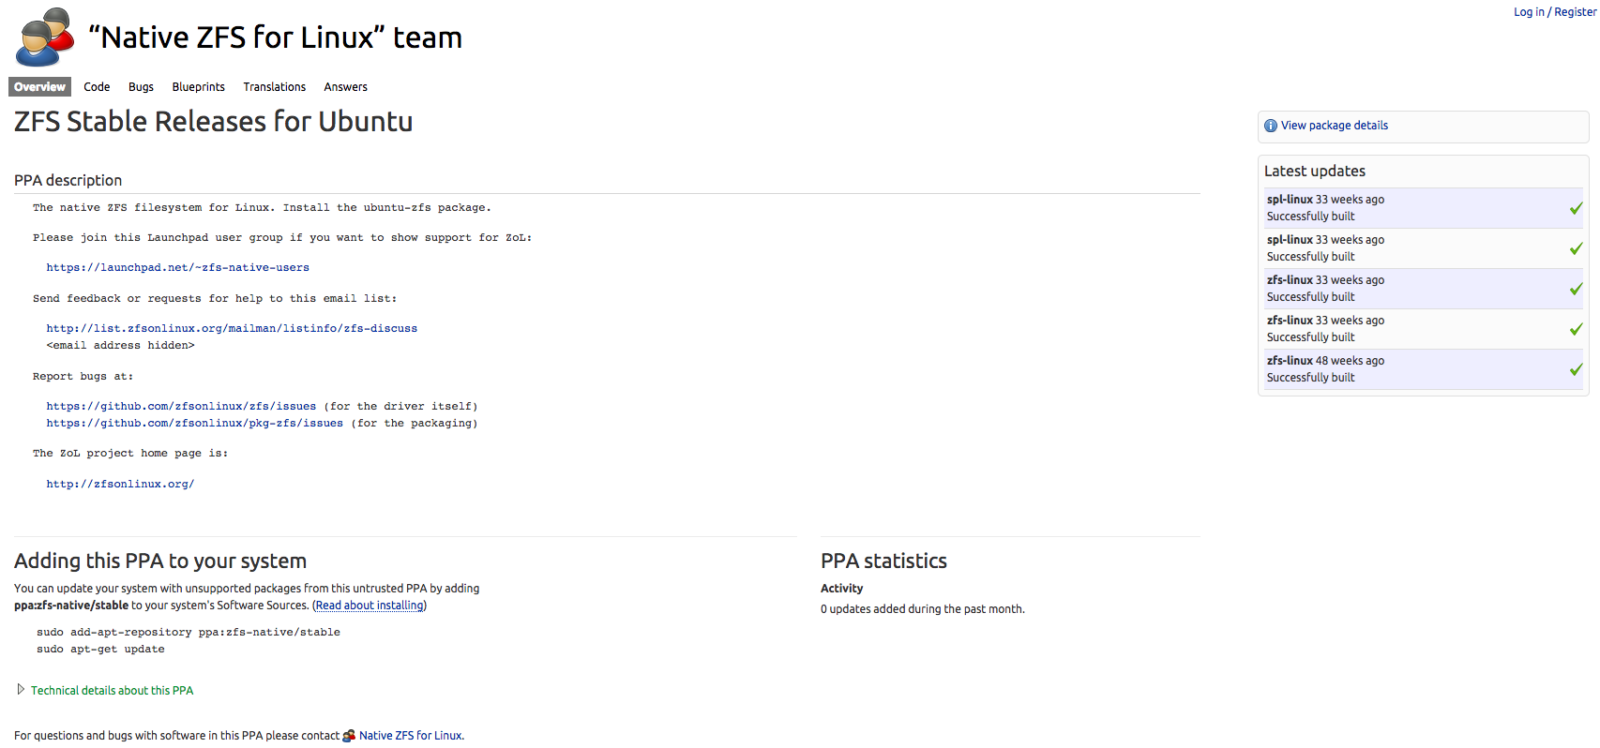 Log in / Register
“Native ZFS for Linux” team
Overview Code Bugs Blueprints Translations Answers
ZFS Stable Releases for Ubuntu
PPA description
The native ZFS filesystem for Linux. Install the ubuntu-zfs package.
Please join this Launchpad user group if you want to show support for ZoL:
https://launchpad.net/~zfs-native-users
Send feedback or requests for help to this email list:
http://list.zfsonlinux.org/mailman/listinfo/zfs-discuss
<email address hidden>
Report bugs at:
https://github.com/zfsonlinux/zfs/issues (for the driver itself)
https://github.com/zfsonlinux/pkg-zfs/issues (for the packaging)
The ZoL project home page is:
http://zfsonlinux.org/
View package details
Latest updates
spl-linux 33 weeks ago
Successfully built
spl-linux 33 weeks ago
Successfully built
zfs-linux 33 weeks ago
Successfully built
zfs-linux 33 weeks ago
Successfully built
zfs-linux 48 weeks ago
Successfully built
Adding this PPA to your system
You can update your system with unsupported packages from this untrusted PPA by adding
ppa:zfs-native/stable to your system's Software Sources. (Read about installing)
sudo add-apt-repository ppa:zfs-native/stable
sudo apt-get update
Technical details about this PPA
For questions and bugs with software in this PPA please contact Native ZFS for Linux.
PPA statistics
Activity
0 updates added during the past month.